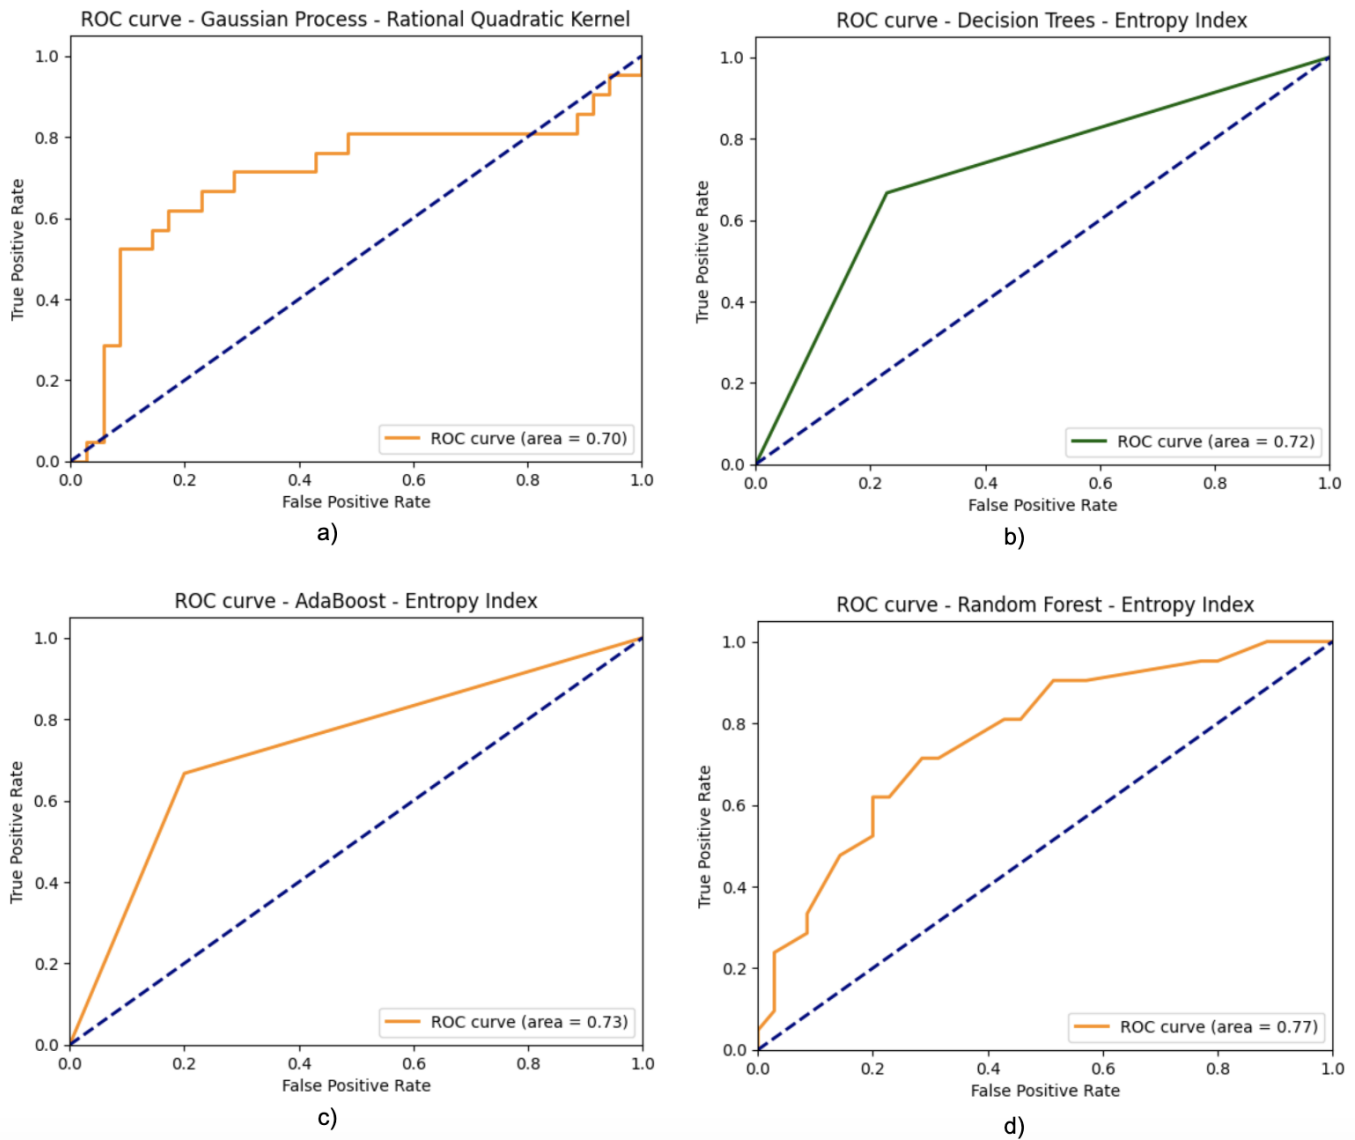 ROC curve - Gaussian Process - Rational Quadratic Kernel
1.0
0.8
0.6
0.4
0.2
0.0
True Positive Rate
ROC curve (area = 0.70)
0.0 0.2 0.4 0.6 0.8 1.0
False Positive Rate
a)
ROC curve - Decision Trees - Entropy Index
1.0
0.8
0.6
0.4
0.2
0.0
True Positive Rate
ROC curve (area = 0.72)
0.0 0.2 0.4 0.6 0.8 1.0
False Positive Rate
b)
ROC curve - AdaBoost - Entropy Index
1.0
0.8
0.6
0.4
0.2
0.0
True Positive Rate
ROC curve (area = 0.73)
0.0 0.2 0.4 0.6 0.8 1.0
False Positive Rate
c)
ROC curve - Random Forest - Entropy Index
1.0
0.8
0.6
0.4
0.2
0.0
True Positive Rate
ROC curve (area = 0.77)
0.0 0.2 0.4 0.6 0.8 1.0
False Positive Rate
d)